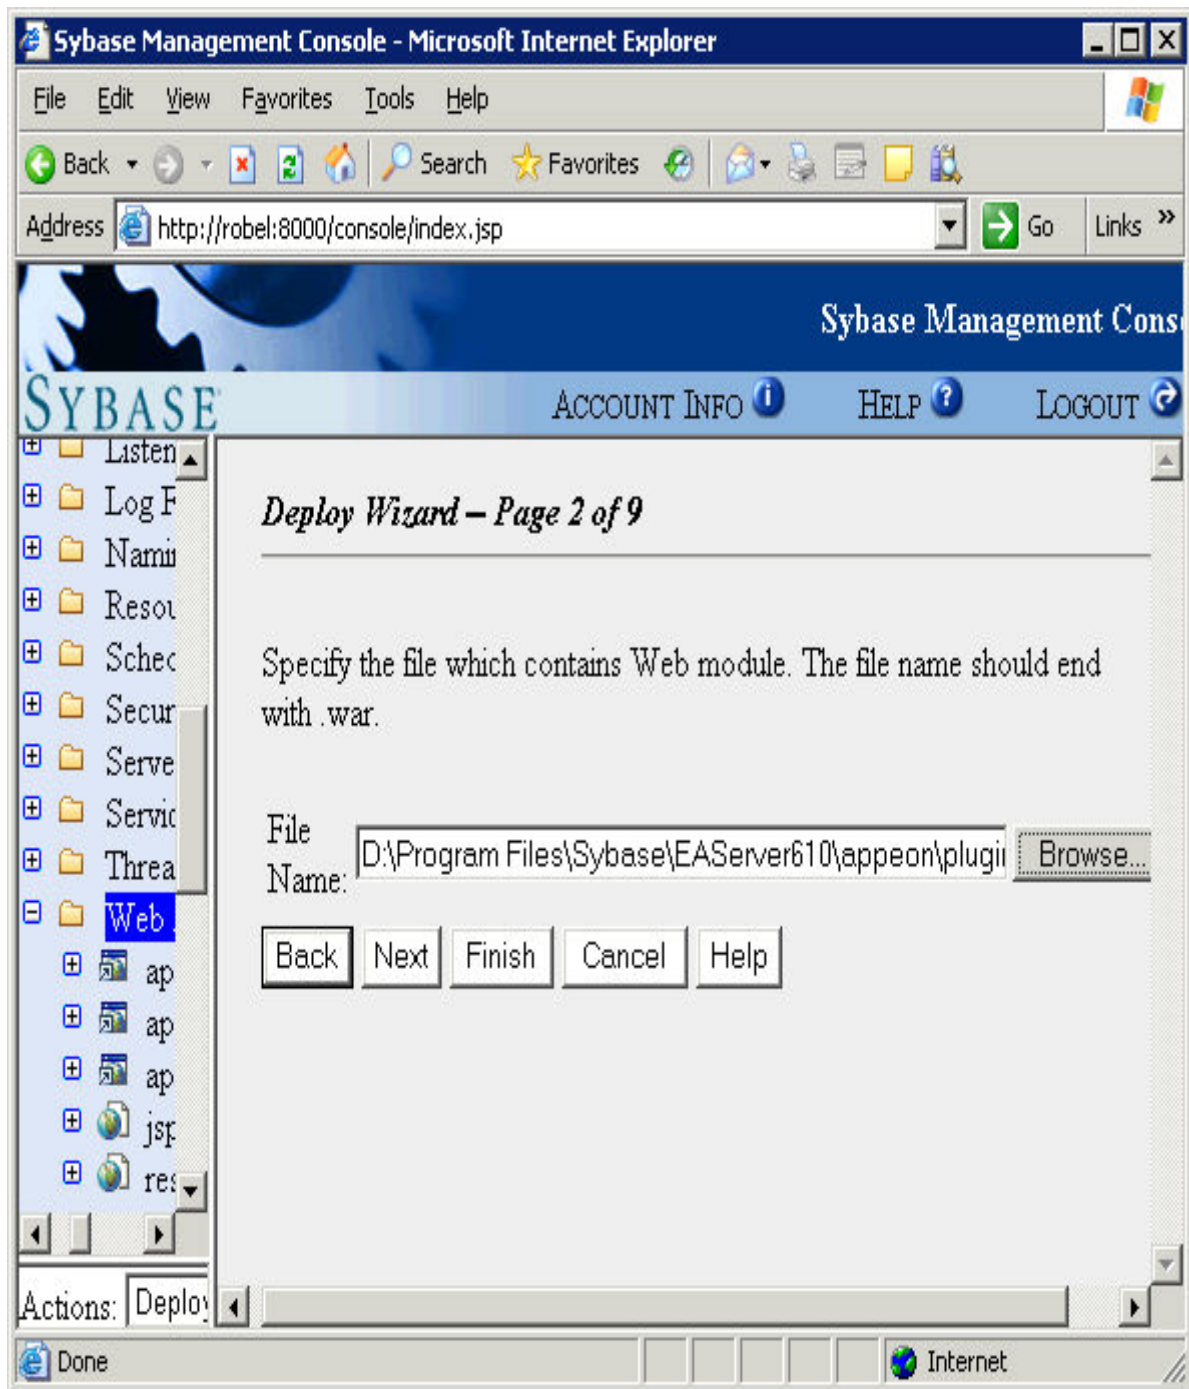 Sybase Management Console - Microsoft Internet Explorer
File Edit View Favorites Tools Help
Back Search Favorites
Address http://robel:8000/console/index.jsp Go Links »
Sybase Management Conso
SYBASE ACCOUNT INFO HELP LOGOUT
Listen
Log F
Namin
Resou
Sched
Secur
Serve
Servic
Threa
Web
ap
ap
ap
jsp
res
Actions: Deploy
Deploy Wizard – Page 2 of 9
Specify the file which contains Web module. The file name should end
with .war.
File
Name: D:\Program Files\Sybase\EAServer610\appeon\plugin Browse...
Back Next Finish Cancel Help
Done Internet